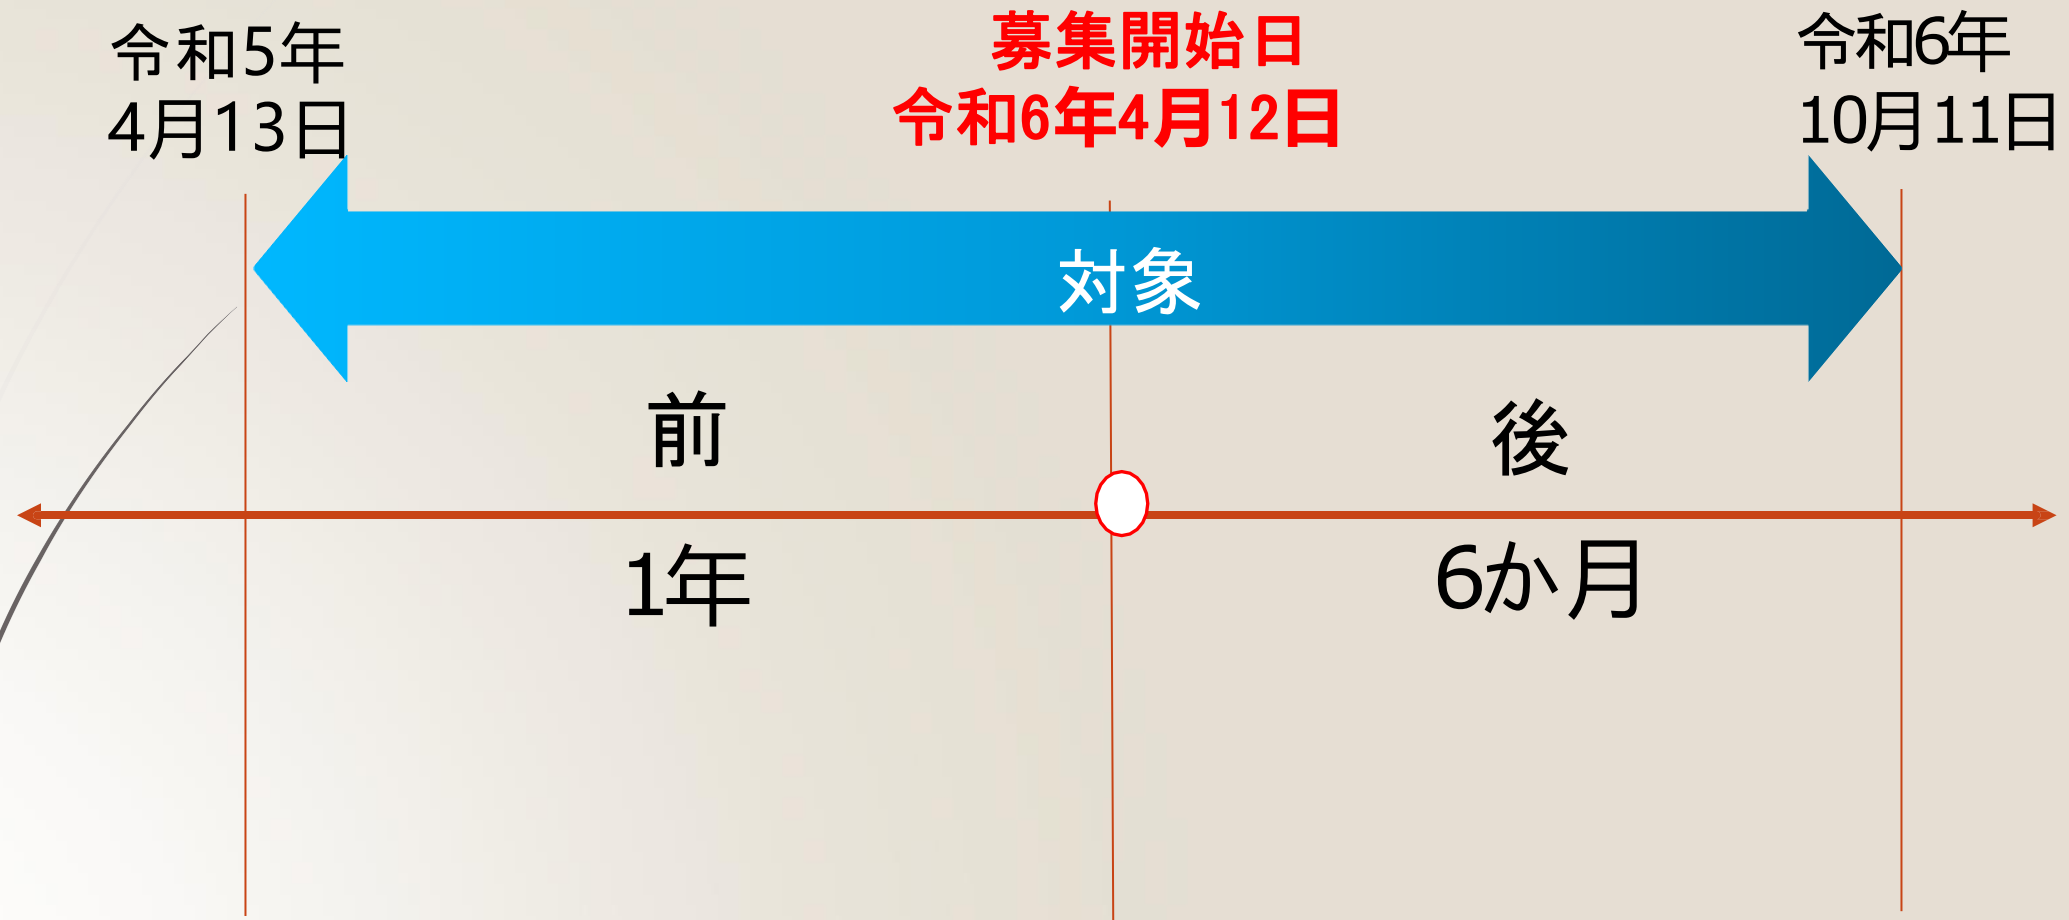 令和5年
4月13日
募集開始日
令和6年4月12日
令和6年
10月11日
対象
前
後
1年
6か月